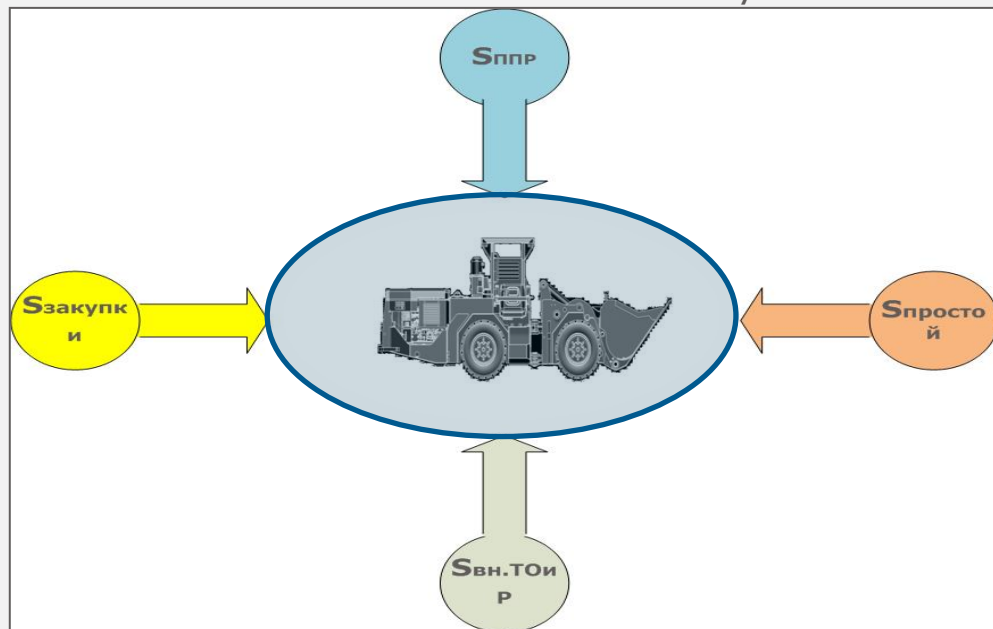 Sппр
Sзакупк
и
Sпросто
й
Sвн.ТОи
Р